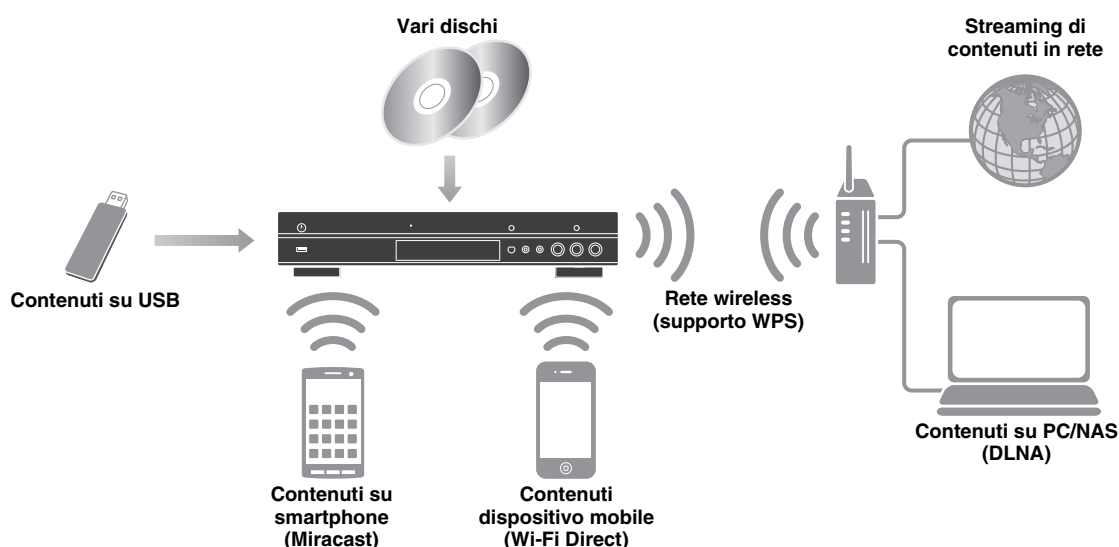 Vari dischi
Streaming di
contenuti in rete
Contenuti su USB
Rete wireless
(supporto WPS)
Contenuti su PC/NAS
(DLNA)
Contenuti su
smartphone
(Miracast)
Contenuti
dispositivo mobile
(Wi-Fi Direct)